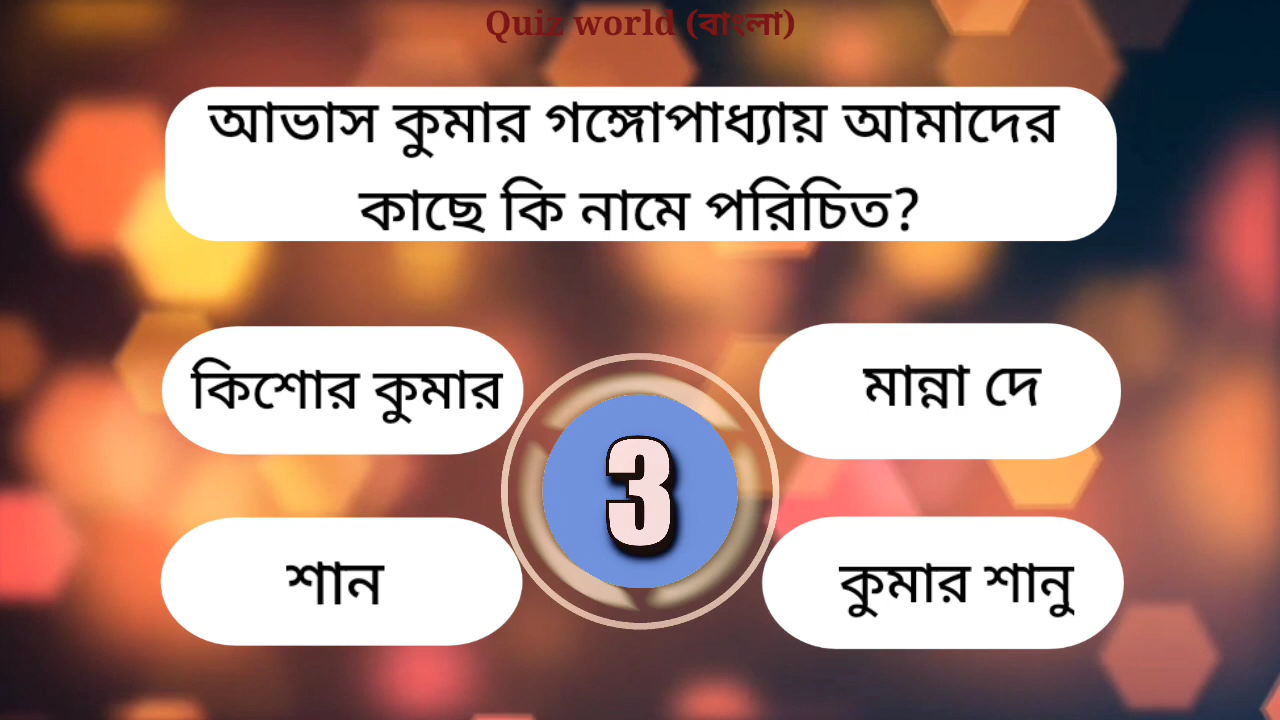 Quiz world (বাংলা)
আভাস কুমার গঙ্গোপাধ্যায় আমাদের
কাছে কি নামে পরিচিত?
কিশোর কুমার
মান্না দে
3
শান
কুমার শানু